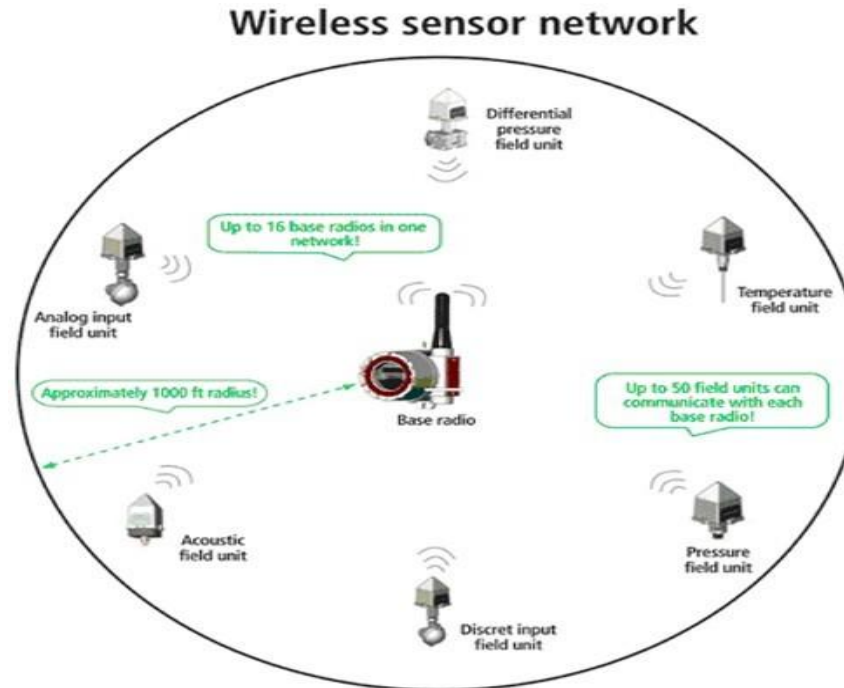 Wireless sensor network
Differential
pressure
field unit
Up to 16 base radios in one
network!
Analog input
field unit
Temperature
field unit
Approximately 1000 ft radius!
Up to 50 field units can
communicate with each
base radio!
Base radio
Acoustic
field unit
Pressure
field unit
Discret input
field unit